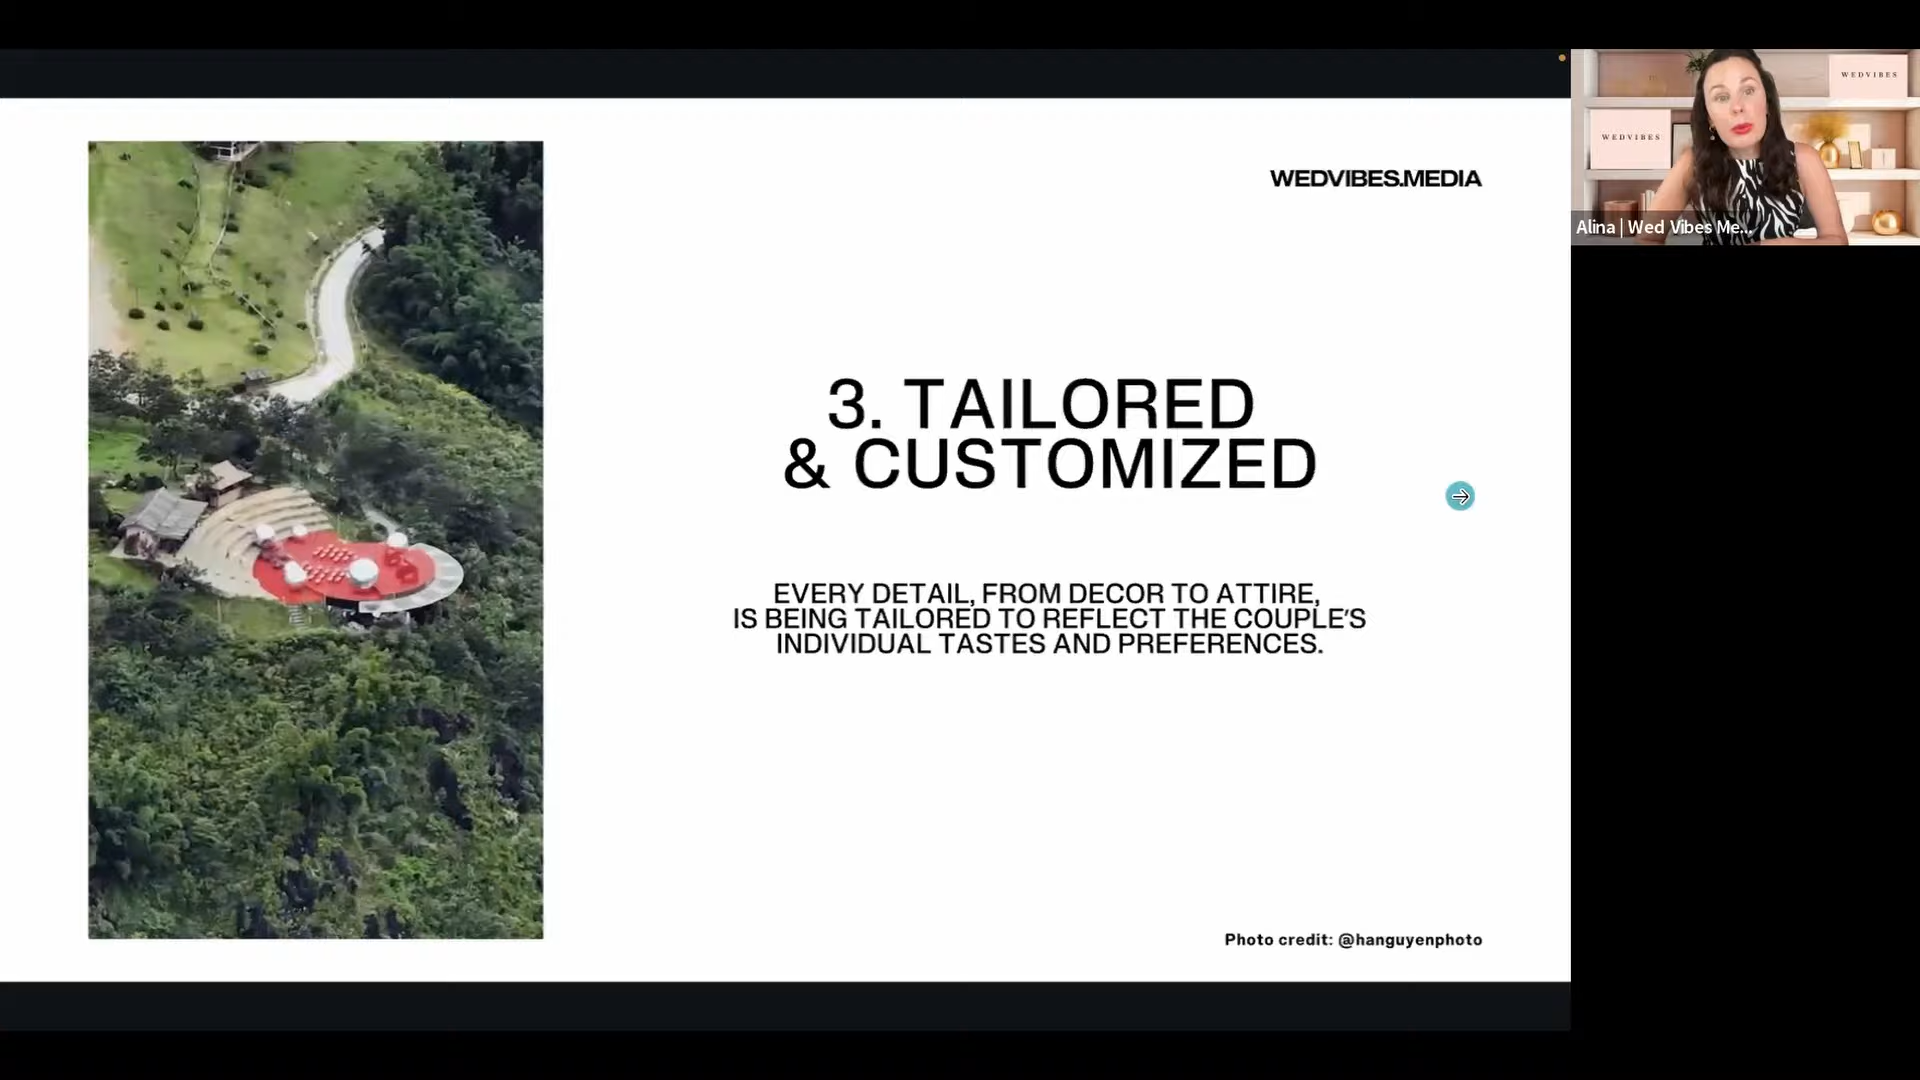 WEDVIBES.MEDIA
3. TAILORED
& CUSTOMIZED
EVERY DETAIL, FROM DECOR TO ATTIRE,
IS BEING TAILORED TO REFLECT THE COUPLE'S
INDIVIDUAL TASTES AND PREFERENCES.
Photo credit: @hanguyenphoto
WEDVIBES
WEDVIBES
Alina | Wed Vibes Me...